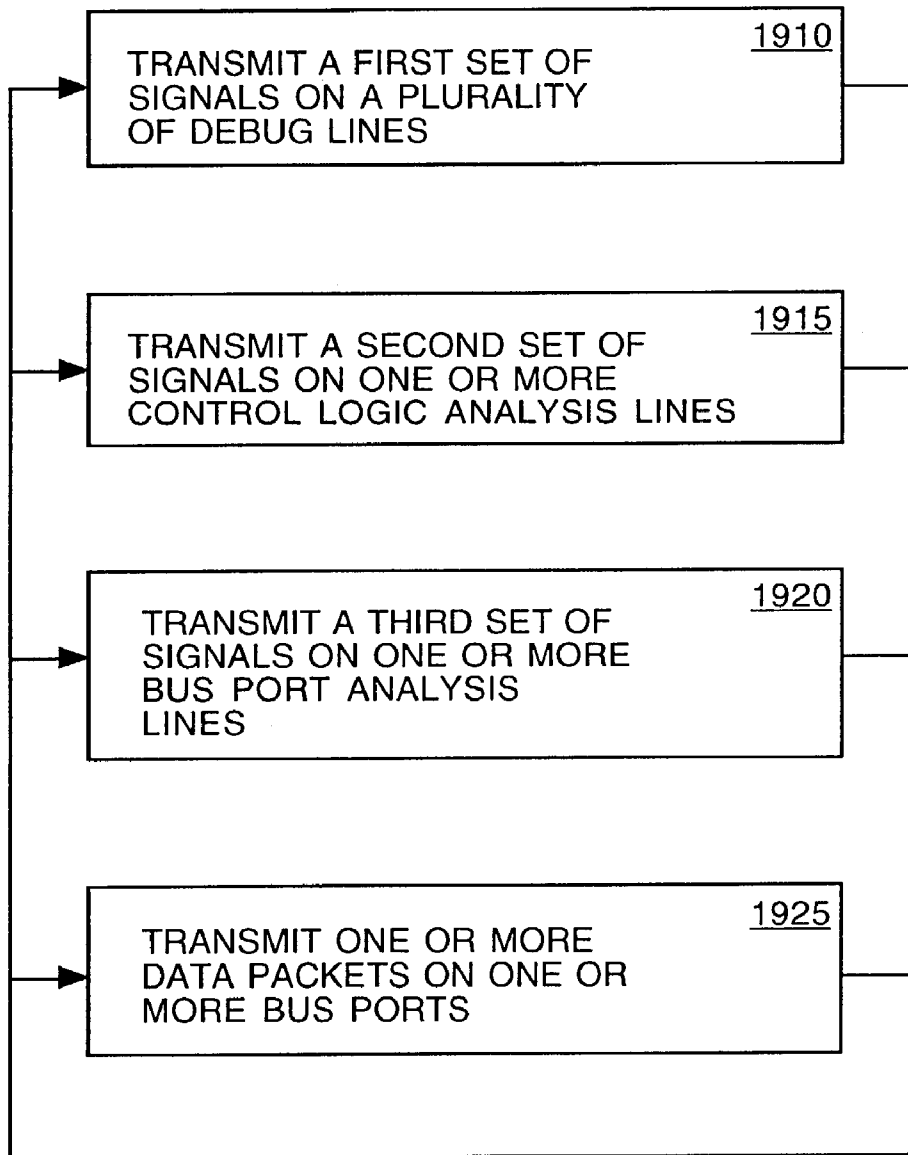 1910
TRANSMIT A FIRST SET OF
SIGNALS ON A PLURALITY
OF DEBUG LINES
1915
TRANSMIT A SECOND SET OF
SIGNALS ON ONE OR MORE
CONTROL LOGIC ANALYSIS LINES
1920
TRANSMIT A THIRD SET OF
SIGNALS ON ONE OR MORE
BUS PORT ANALYSIS
LINES
1925
TRANSMIT ONE OR MORE
DATA PACKETS ON ONE OR
MORE BUS PORTS